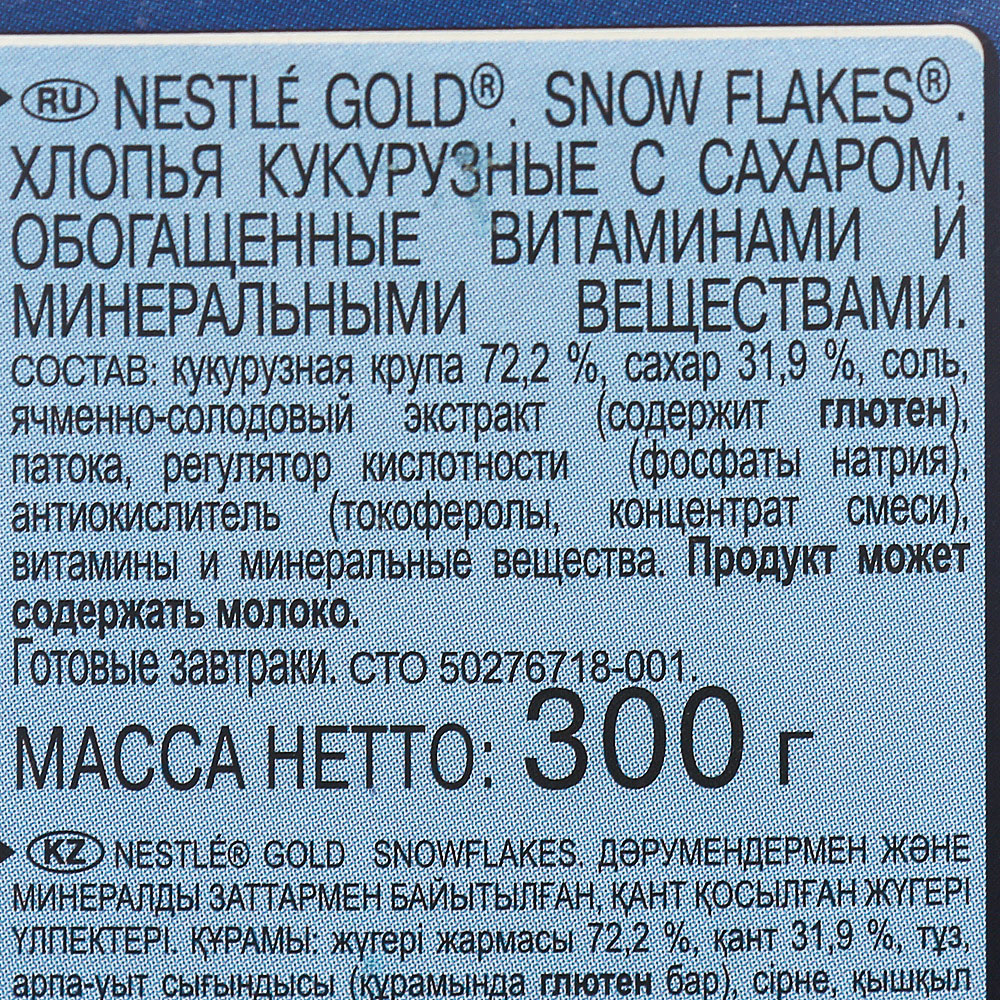 RU NESTLÉ GOLD®. SNOW FLAKES®.
ХЛОПЬЯ КУКУРУЗНЫЕ С САХАРОМ,
ОБОГАЩЕННЫЕ ВИТАМИНАМИ И
МИНЕРАЛЬНЫМИ ВЕЩЕСТВАМИ.
СОСТАВ: кукурузная крупа 72,2 %, сахар 31,9 %, соль,
ячменно-солодовый экстракт (содержит глютен),
патока, регулятор кислотности (фосфаты натрия),
антиокислитель (токоферолы, концентрат смеси),
витамины и минеральные вещества. Продукт может
содержать молоко.
Готовые завтраки. СТО 50276718-001.
МАССА НЕТТО: 300 г
KZ NESTLÉ® GOLD SNOWFLAKES. ДӘРУМЕНДЕРМЕН ЖӘНЕ
МИНЕРАЛДЫ ЗАТТАРМЕН БАЙЫТЫЛҒАН, ҚАНТ ҚОСЫЛҒАН ЖҮГЕРІ
ҮЛПЕКТЕРІ. ҚҰРАМЫ: жүгері жармасы 72,2 %, қант 31,9 %, тұз,
арпа-уыт сығындысы (құрамында глютен бар), сірне, қышқыл